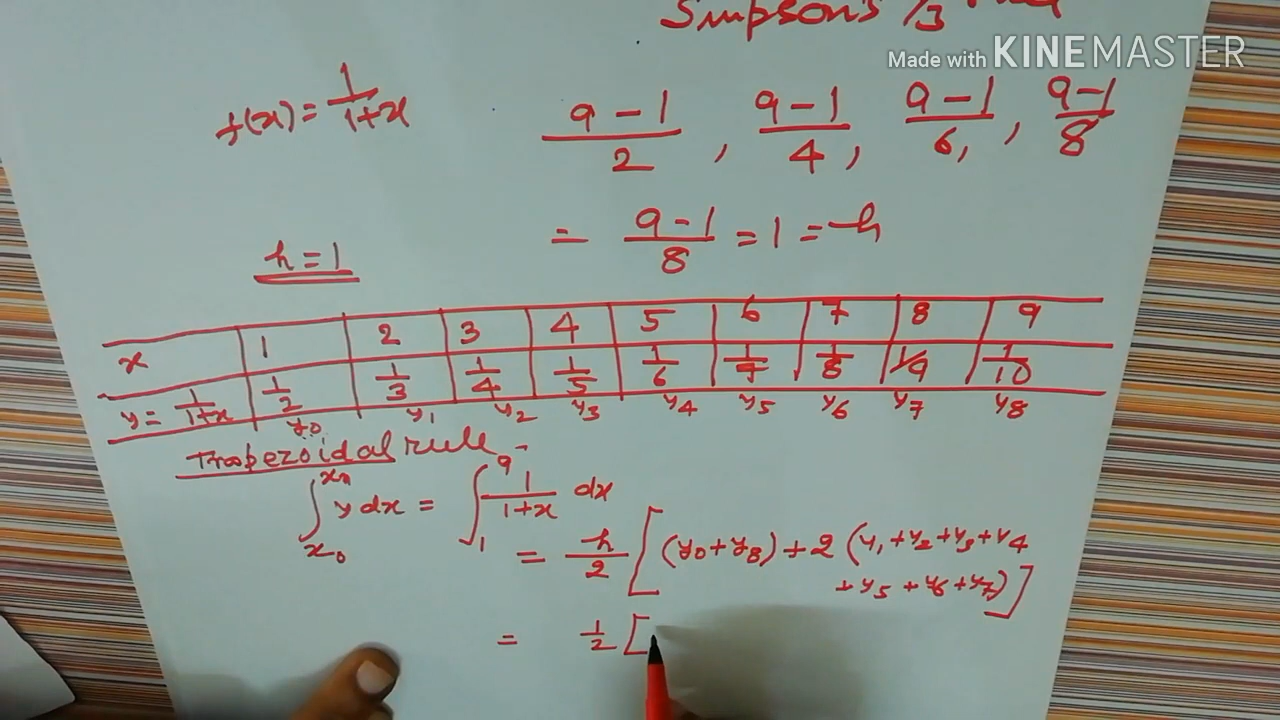 Simpson's 1/3
Made with KINEMASTER
f(x) = 1/(1+x)
(9-1)/2 , (9-1)/4 , (9-1)/6 , (9-1)/8
= (9-1)/8 = 1 = h
h = 1
x 1 2 3 4 5 6 7 8 9
y = 1/(1+x) 1/2 1/3 1/4 1/5 1/6 1/7 1/8 1/9 1/10
y0 y1 y2 y3 y4 y5 y6 y7 y8
Trapezoidal rule -
∫_{x0}^{xn} y dx = ∫_1^9 1/(1+x) dx
= h/2 [ (y0+y8) + 2 (y1+y2+y3+y4
+y5 + y6+y7) ]
= 1/2 [